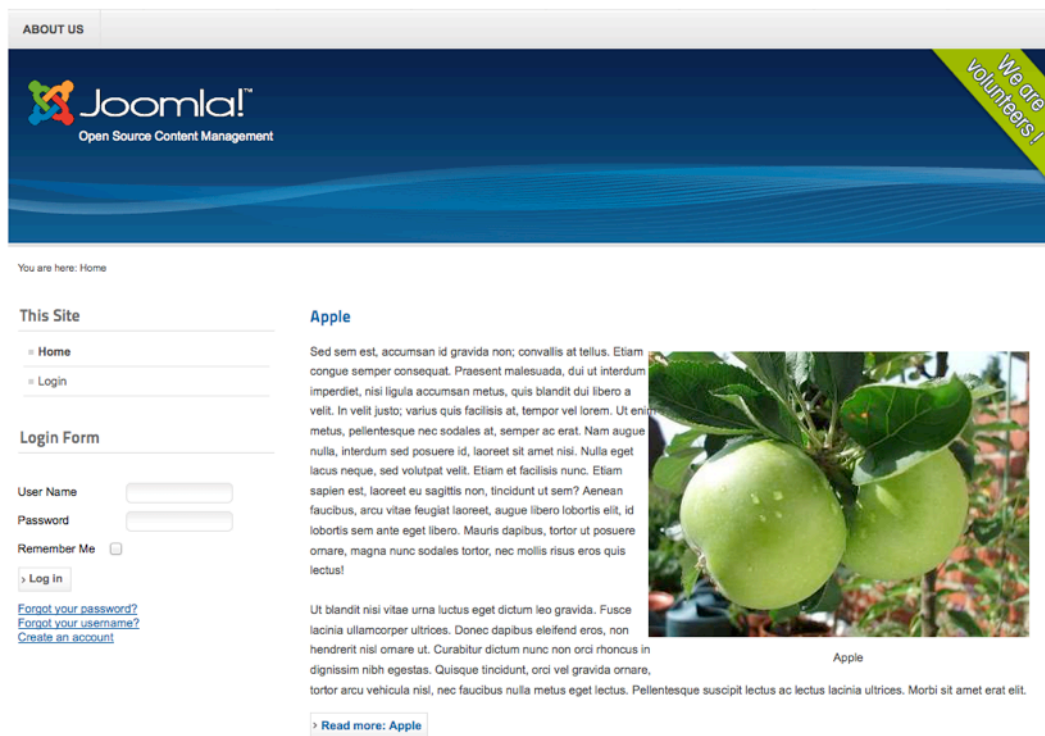 ABOUT US
Joomla!™
Open Source Content Management
We are
volunteers !
You are here: Home
This Site
Home
Login
Login Form
User Name
Password
Remember Me
› Log in
Forgot your password?
Forgot your username?
Create an account
Apple
Sed sem est, accumsan id gravida non; convallis at tellus. Etiam
congue semper consequat. Praesent malesuada, dui ut interdum
imperdiet, nisi ligula accumsan metus, quis blandit dui libero a
velit. In velit justo; varius quis facilisis at, tempor vel lorem. Ut enim
metus, pellentesque nec sodales at, semper ac erat. Nam augue
nulla, interdum sed posuere id, laoreet sit amet nisi. Nulla eget
lacus neque, sed volutpat velit. Etiam et facilisis nunc. Etiam
sapien est, laoreet eu sagittis non, tincidunt ut sem? Aenean
faucibus, arcu vitae feugiat laoreet, augue libero lobortis elit, id
lobortis sem ante eget libero. Mauris dapibus, tortor ut posuere
ornare, magna nunc sodales tortor, nec mollis risus eros quis
lectus!
Ut blandit nisi vitae urna luctus eget dictum leo gravida. Fusce
lacinia ullamcorper ultrices. Donec dapibus eleifend eros, non
hendrerit nisl ornare ut. Curabitur dictum nunc non orci rhoncus in
dignissim nibh egestas. Quisque tincidunt, orci vel gravida ornare,
tortor arcu vehicula nisl, nec faucibus nulla metus eget lectus. Pellentesque suscipit lectus ac lectus lacinia ultrices. Morbi sit amet erat elit.
Apple
› Read more: Apple